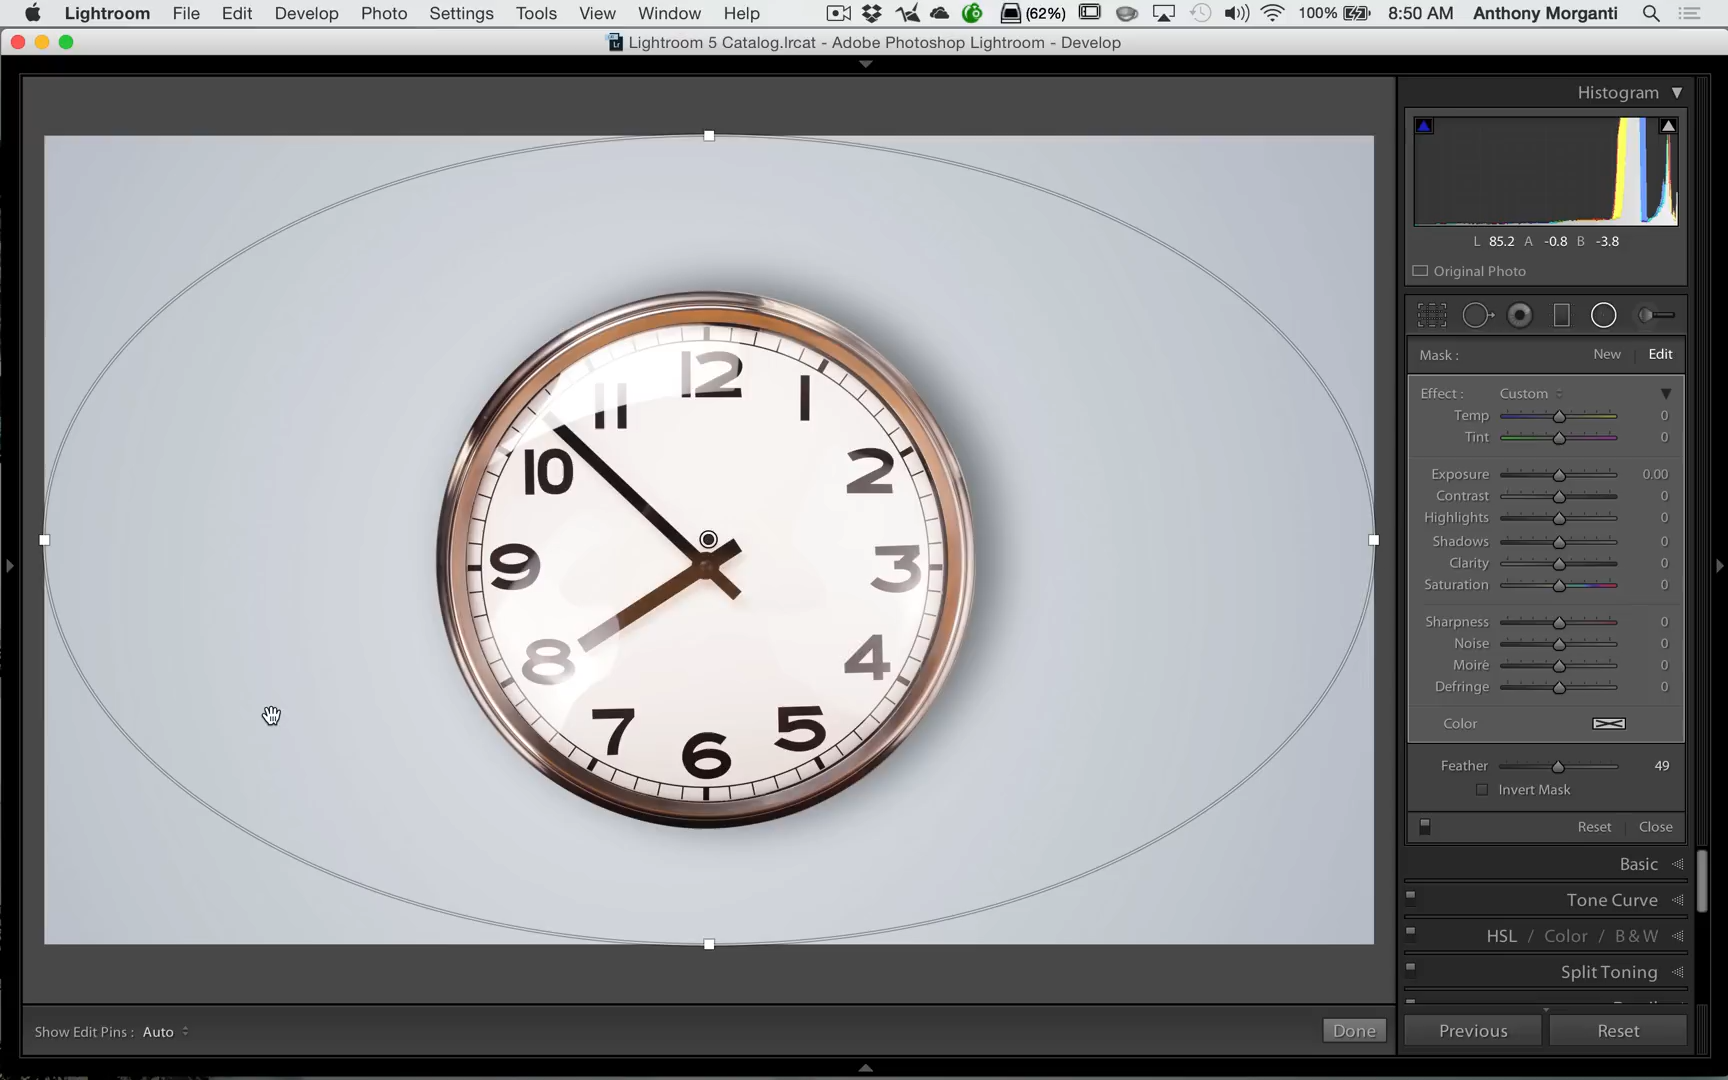 Lightroom File Edit Develop Photo Settings Tools View Window Help (62%) 100% 8:50 AM Anthony Morganti
Lightroom 5 Catalog.lrcat - Adobe Photoshop Lightroom - Develop
Histogram
L 85.2 A -0.8 B -3.8
Original Photo
Mask : New Edit
Effect : Custom
Temp 0
Tint 0
Exposure 0.00
Contrast 0
Highlights 0
Shadows 0
Clarity 0
Saturation 0
Sharpness 0
Noise 0
Moiré 0
Defringe 0
Color
Feather 49
Invert Mask
Reset Close
Basic
Tone Curve
HSL / Color / B & W
Split Toning
Previous Reset
12
11 1
10 2
9 3
8 4
7 5
6
Show Edit Pins : Auto Done